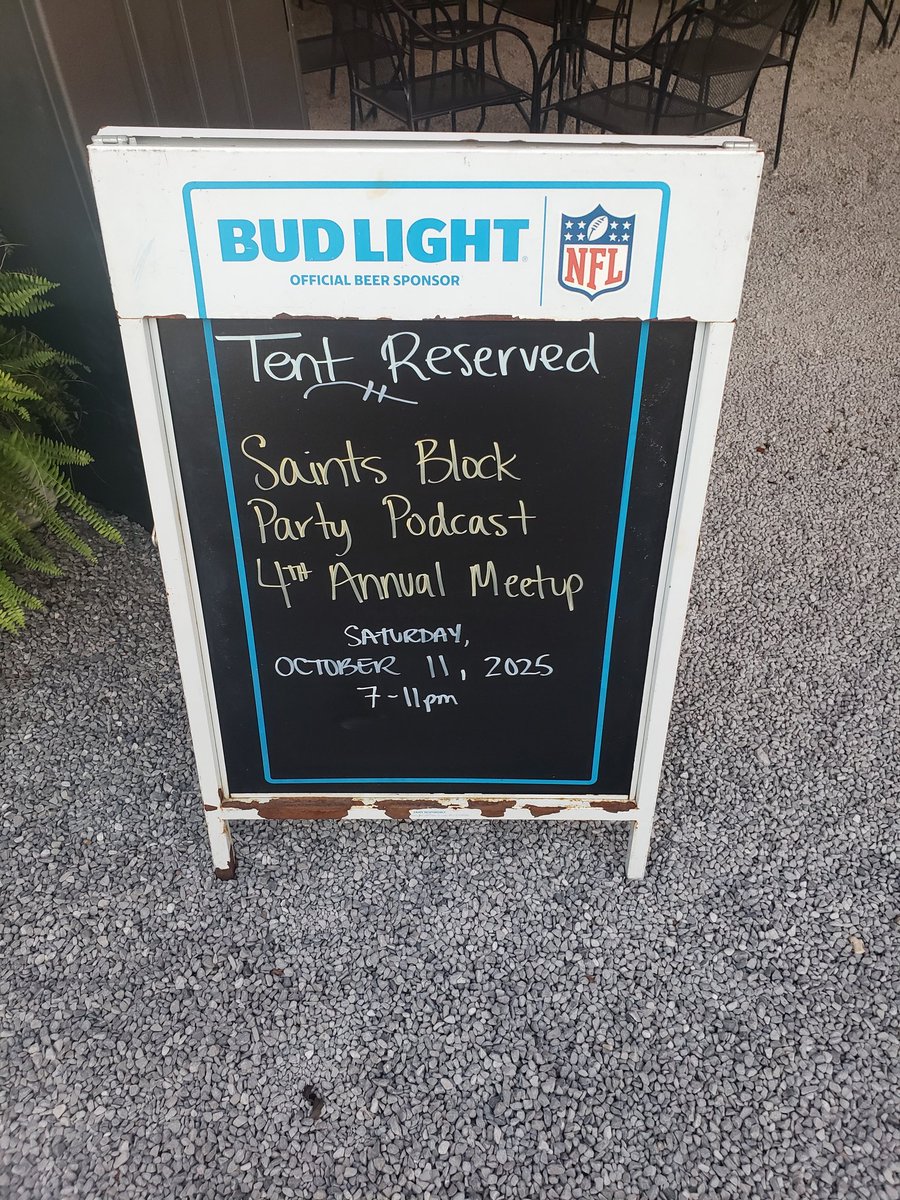 BUD LIGHT
OFFICIAL BEER SPONSOR
NFL
Tent Reserved
Saints Block
Party Podcast
4TH Annual Meetup
SATURDAY,
OCTOBER 11, 2025
7-11pm